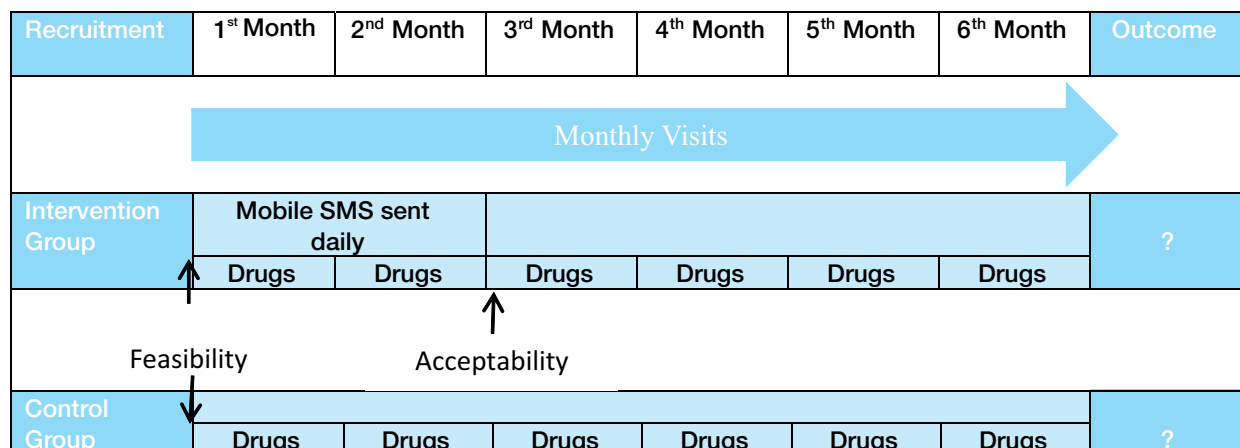 Recruitment 1st Month 2nd Month 3rd Month 4th Month 5th Month 6th Month Outcome
Monthly Visits
Intervention Group
Mobile SMS sent
daily
?
Drugs Drugs Drugs Drugs Drugs Drugs
Feasibility Acceptability
Control
Group
Drugs Drugs Drugs Drugs Drugs Drugs
?